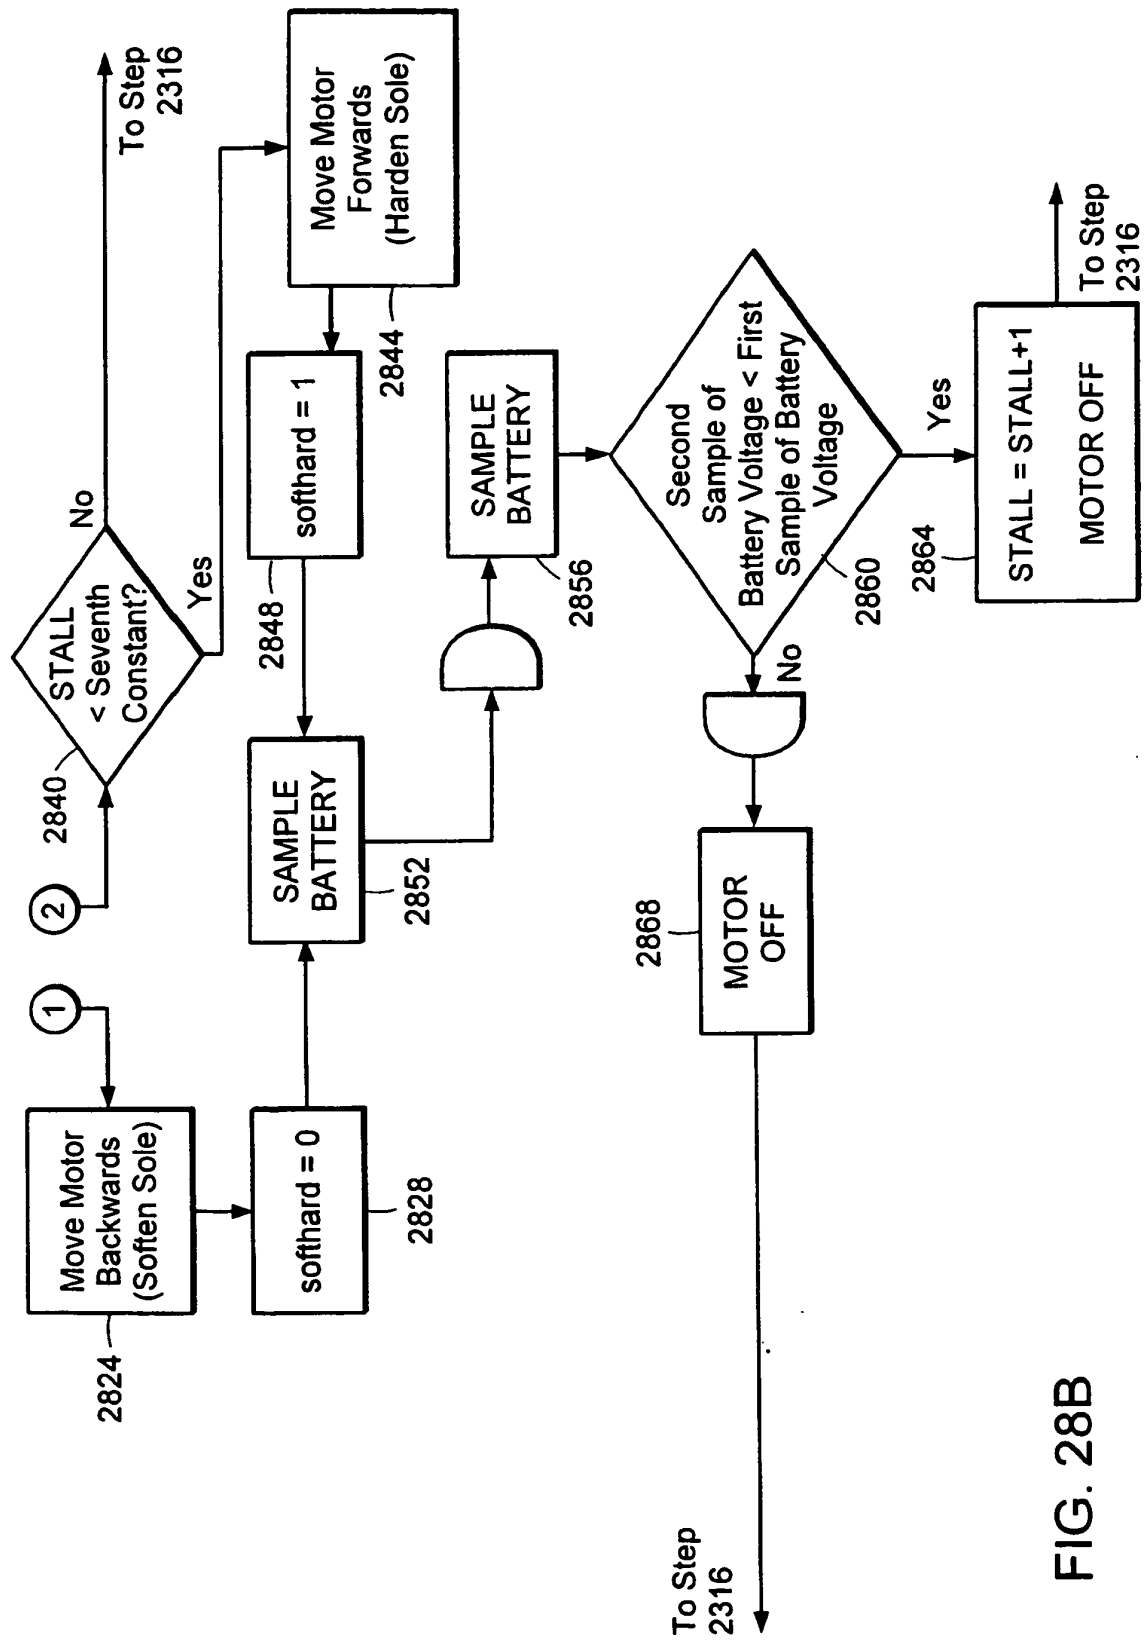 1
Move Motor
Backwards
(Soften Sole)
2824
softhard = 0
2828
2
2840
STALL
< Seventh
Constant?
No
To Step
2316
Yes
Move Motor
Forwards
(Harden Sole)
2844
softhard = 1
2848
SAMPLE
BATTERY
2852
SAMPLE
BATTERY
2856
Second
Sample of
Battery Voltage < First
Sample of Battery
Voltage
2860
Yes
STALL = STALL+1
MOTOR OFF
2864
To Step
2316
No
MOTOR
OFF
2868
To Step
2316
FIG. 28B